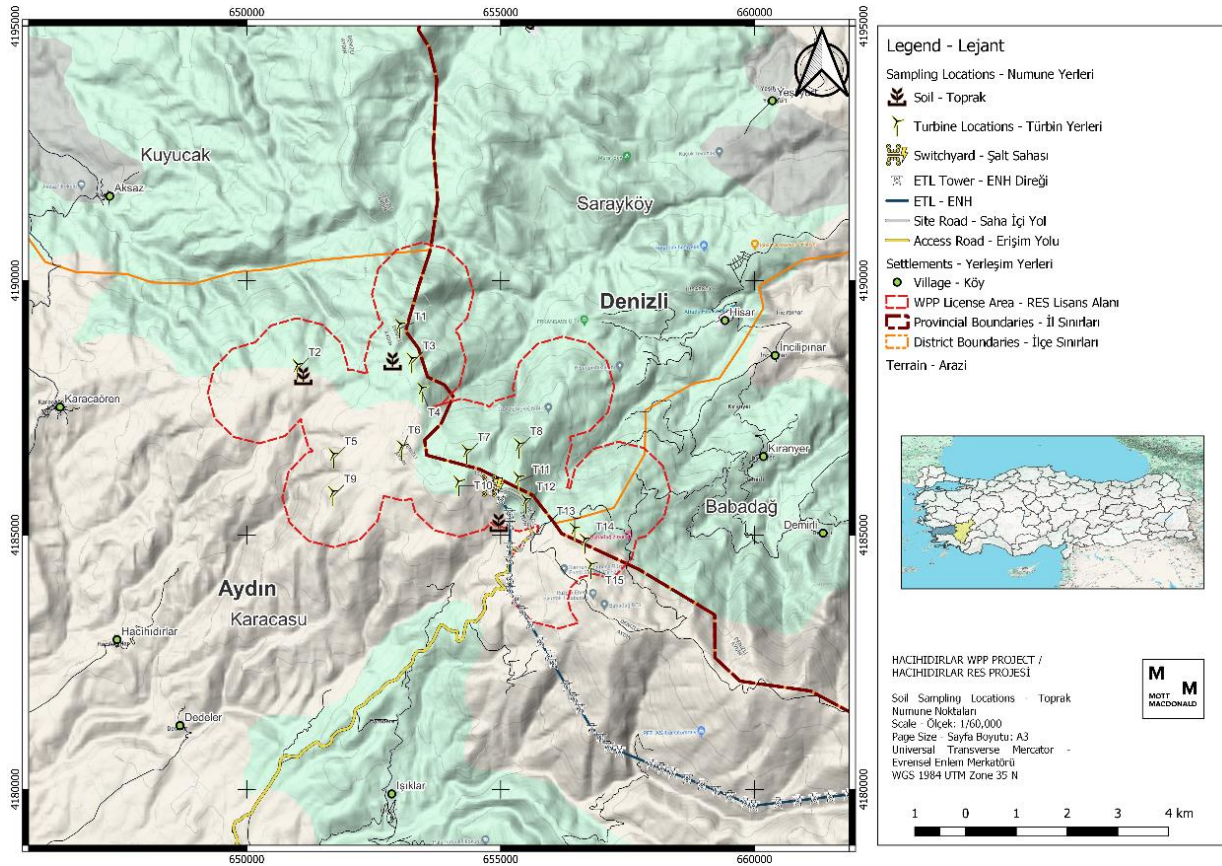 650000
655000
660000
4195000
4190000
4185000
4180000
Kuyucak
Aksaz
Yeşilyurt
Sarayköy
Denizli
Hisar
İncilipınar
Karacaören
Kıranyer
Babadağ
Demirli
Aydın
Karacasu
Hacıhıdırlar
Dedeler
Işıklar
T1
T2
T3
T4
T5
T6
T7
T8
T9
T10
T11
T12
T13
T14
T15
650000
655000
660000
Legend - Lejant
Sampling Locations - Numune Yerleri
Soil - Toprak
Turbine Locations - Türbin Yerleri
Switchyard - Şalt Sahası
ETL Tower - ENH Direği
ETL - ENH
Site Road - Saha İçi Yol
Access Road - Erişim Yolu
Settlements - Yerleşim Yerleri
Village - Köy
WPP License Area - RES Lisans Alanı
Provincial Boundaries - İl Sınırları
District Boundaries - İlçe Sınırları
Terrain - Arazi
HACIHIDIRLAR WPP PROJECT /
HACIHIDIRLAR RES PROJESİ
Soil Sampling Locations - Toprak
Numune Noktaları
Scale - Ölçek: 1/60,000
Page Size - Sayfa Boyutu: A3
Universal Transverse Mercator -
Evrensel Enlem Merkatörü
WGS 1984 UTM Zone 35 N
M
M
MOTT
MACDONALD
1 0 1 2 3 4 km